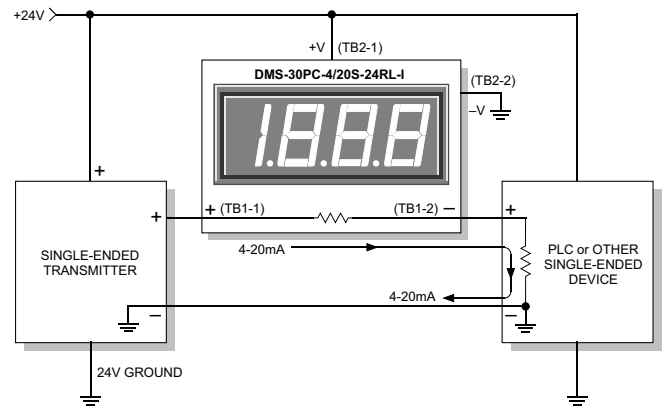 +24V
+V (TB2-1)
DMS-30PC-4/20S-24RL-I
(TB2-2)
–V
1.8.8.8
+
+
+ (TB1-1)
(TB1-2) –
+
SINGLE-ENDED
TRANSMITTER
4-20mA
PLC or OTHER
SINGLE-ENDED
DEVICE
4-20mA
–
–
24V GROUND